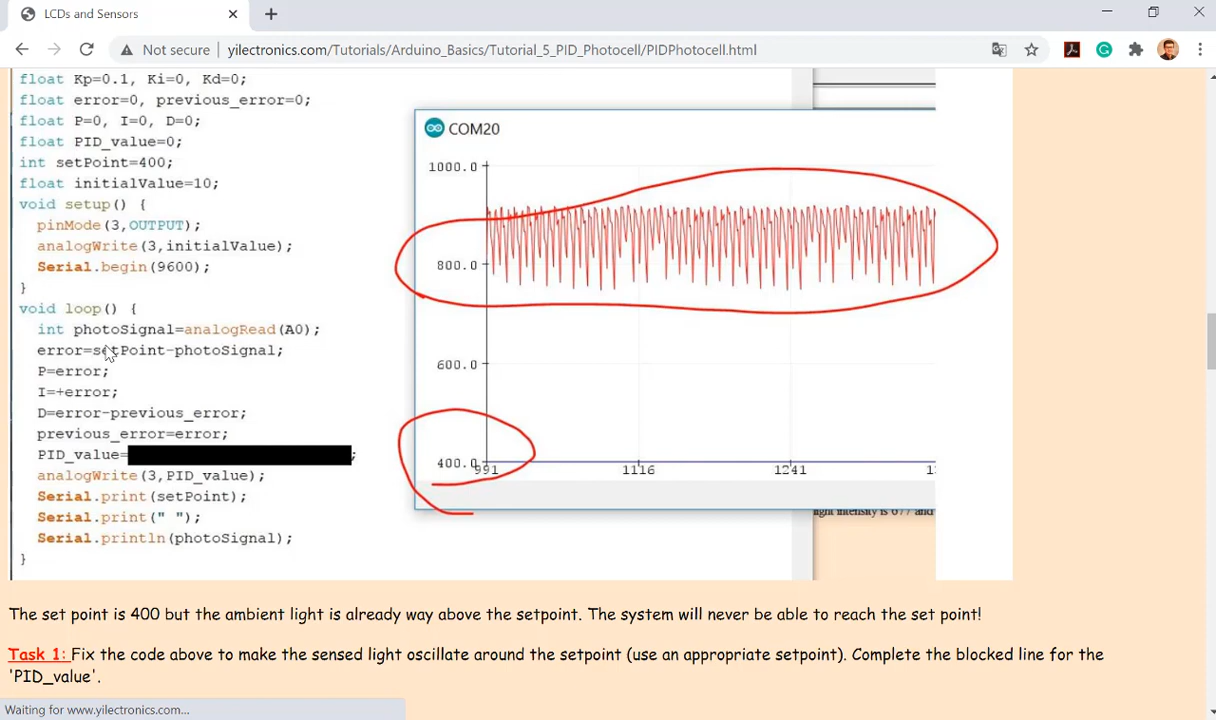 LCDs and Sensors
Not secure yilectronics.com/Tutorials/Arduino_Basics/Tutorial_5_PID_Photocell/PIDPhotocell.html
float Kp=0.1, Ki=0, Kd=0;
float error=0, previous_error=0;
float P=0, I=0, D=0;
float PID_value=0;
int setPoint=400;
float initialValue=10;
void setup() {
pinMode(3,OUTPUT);
analogWrite(3,initialValue);
Serial.begin(9600);
}
void loop() {
int photoSignal=analogRead(A0);
error=setPoint-photoSignal;
P=error;
I=+error;
D=error-previous_error;
previous_error=error;
PID_value= ;
analogWrite(3,PID_value);
Serial.print(setPoint);
Serial.print(" ");
Serial.println(photoSignal);
}
COM20
1000.0
800.0
600.0
400.0
991 1116 1241
light intensity is 677 and
The set point is 400 but the ambient light is already way above the setpoint. The system will never be able to reach the set point!
Task 1: Fix the code above to make the sensed light oscillate around the setpoint (use an appropriate setpoint). Complete the blocked line for the
'PID_value'.
Waiting for www.yilectronics.com...